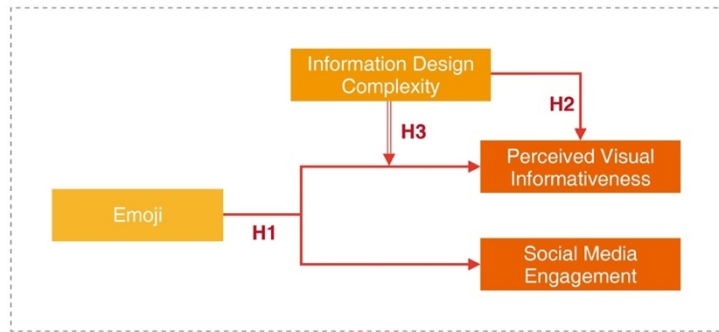 Information Design
Complexity
H2
H3
Perceived Visual
Informativeness
Emoji
H1
Social Media
Engagement